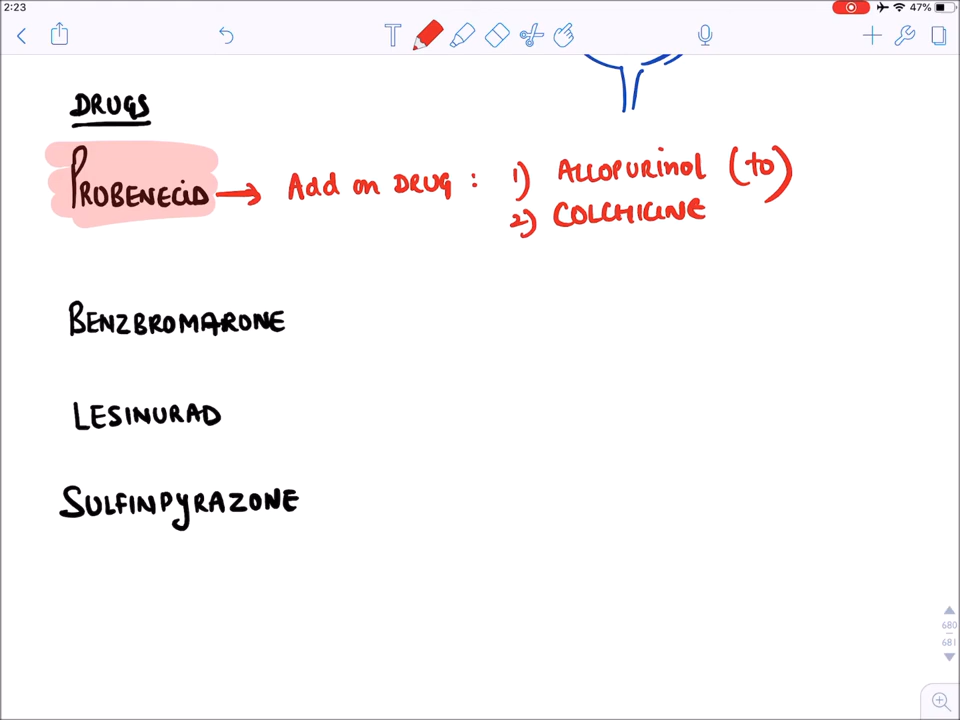 2:23
47%
T
DRUGS
PROBENECID → Add on DRUG : 1) ALLOPURINOL (to)
2) COLCHICINE
BENZBROMARONE
LESINURAD
SULFINPYRAZONE
680
681